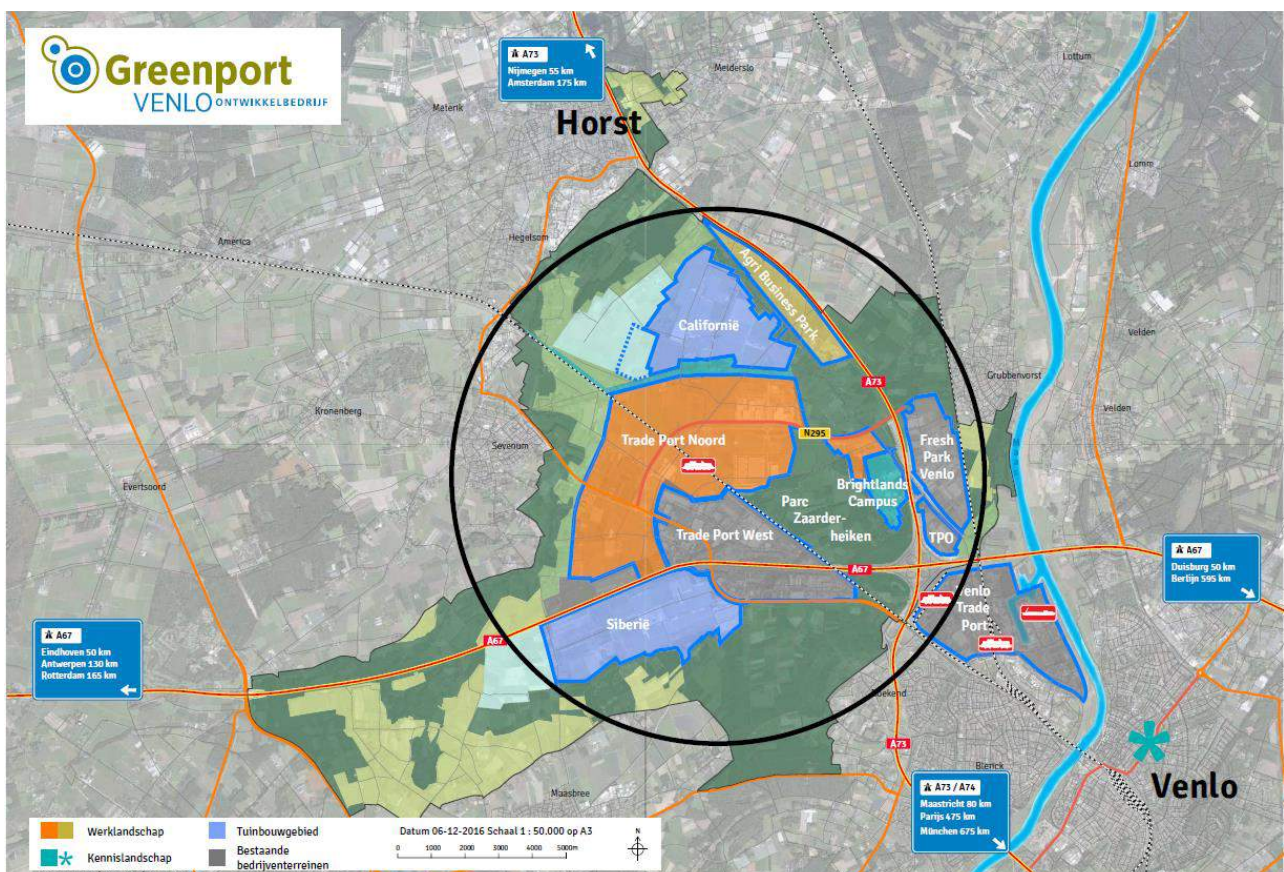 Greenport
VENLO ONTWIKKELBEDRIJF
A73
Nijmegen 55 km
Amsterdam 175 km
Melderslo
Lottum
Horst
Lomm
America
Hegelsom
Agri Business Park
Californië
Velden
Grubbenvorst
A73
Kronenberg
Velden
Sevenum
Trade Port Noord
N295
Fresh
Park
Venlo
Evertsoord
Brightlands
Campus
Parc
Zaarder-
heiken
Trade Port West
TPO
A67
A67
Duisburg 50 km
Berlijn 595 km
Venlo
Trade
Port
Siberië
A67
A67
Eindhoven 50 km
Antwerpen 130 km
Rotterdam 165 km
A73
Blerick
Venlo
A73 / A74
Maastricht 80 km
Parijs 475 km
München 675 km
Maasbree
Werklandschap
Tuinbouwgebied
Kennislandschap
Bestaande
bedrijventerreinen
Datum 06-12-2016 Schaal 1 : 50.000 op A3
0 1000 2000 3000 4000 5000m
N